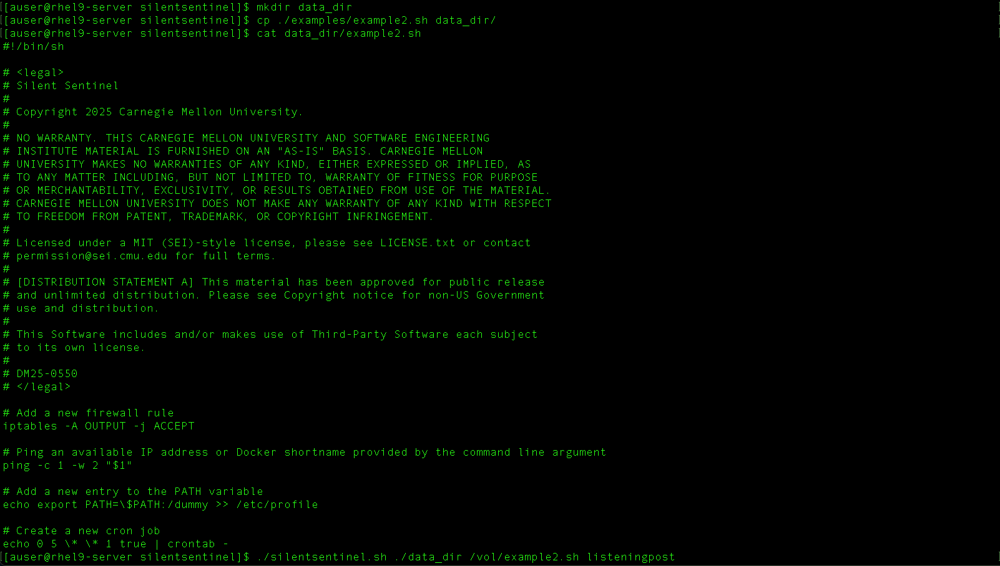 [[auser@rhel9-server silentsentinel]$ mkdir data_dir
[[auser@rhel9-server silentsentinel]$ cp ./examples/example2.sh data_dir/
[[auser@rhel9-server silentsentinel]$ cat data_dir/example2.sh
#!/bin/sh

# <legal>
# Silent Sentinel
#
# Copyright 2025 Carnegie Mellon University.
#
# NO WARRANTY. THIS CARNEGIE MELLON UNIVERSITY AND SOFTWARE ENGINEERING
# INSTITUTE MATERIAL IS FURNISHED ON AN "AS-IS" BASIS. CARNEGIE MELLON
# UNIVERSITY MAKES NO WARRANTIES OF ANY KIND, EITHER EXPRESSED OR IMPLIED, AS
# TO ANY MATTER INCLUDING, BUT NOT LIMITED TO, WARRANTY OF FITNESS FOR PURPOSE
# OR MERCHANTABILITY, EXCLUSIVITY, OR RESULTS OBTAINED FROM USE OF THE MATERIAL.
# CARNEGIE MELLON UNIVERSITY DOES NOT MAKE ANY WARRANTY OF ANY KIND WITH RESPECT
# TO FREEDOM FROM PATENT, TRADEMARK, OR COPYRIGHT INFRINGEMENT.
#
# Licensed under a MIT (SEI)-style license, please see LICENSE.txt or contact
# permission@sei.cmu.edu for full terms.
#
# [DISTRIBUTION STATEMENT A] This material has been approved for public release
# and unlimited distribution. Please see Copyright notice for non-US Government
# use and distribution.
#
# This Software includes and/or makes use of Third-Party Software each subject
# to its own license.
#
# DM25-0550
# </legal>

# Add a new firewall rule
iptables -A OUTPUT -j ACCEPT

# Ping an available IP address or Docker shortname provided by the command line argument
ping -c 1 -w 2 "$1"

# Add a new entry to the PATH variable
echo export PATH=\$PATH:/dummy >> /etc/profile

# Create a new cron job
echo 0 5 \* \* 1 true | crontab -
[[auser@rhel9-server silentsentinel]$ ./silentsentinel.sh ./data_dir /vol/example2.sh listeningpost